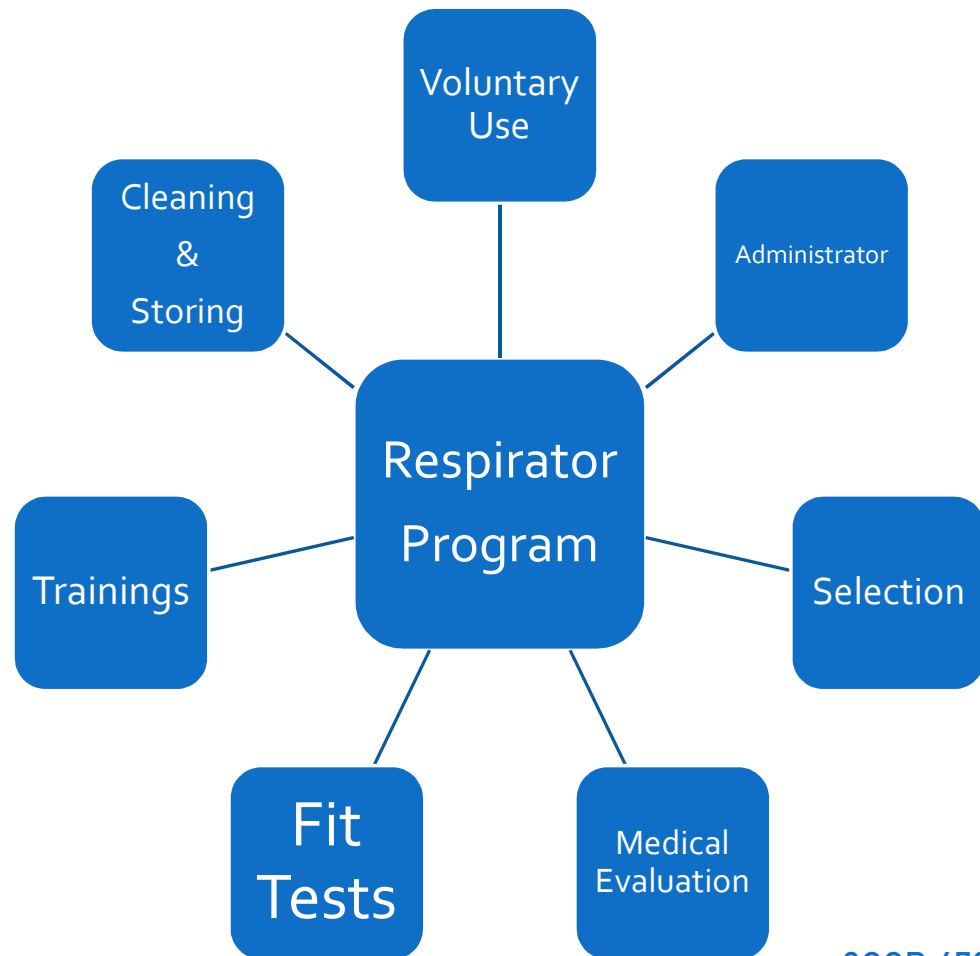 Voluntary
Use
Cleaning
&
Storing
Administrator
Respirator
Program
Trainings
Selection
Fit
Tests
Medical
Evaluation